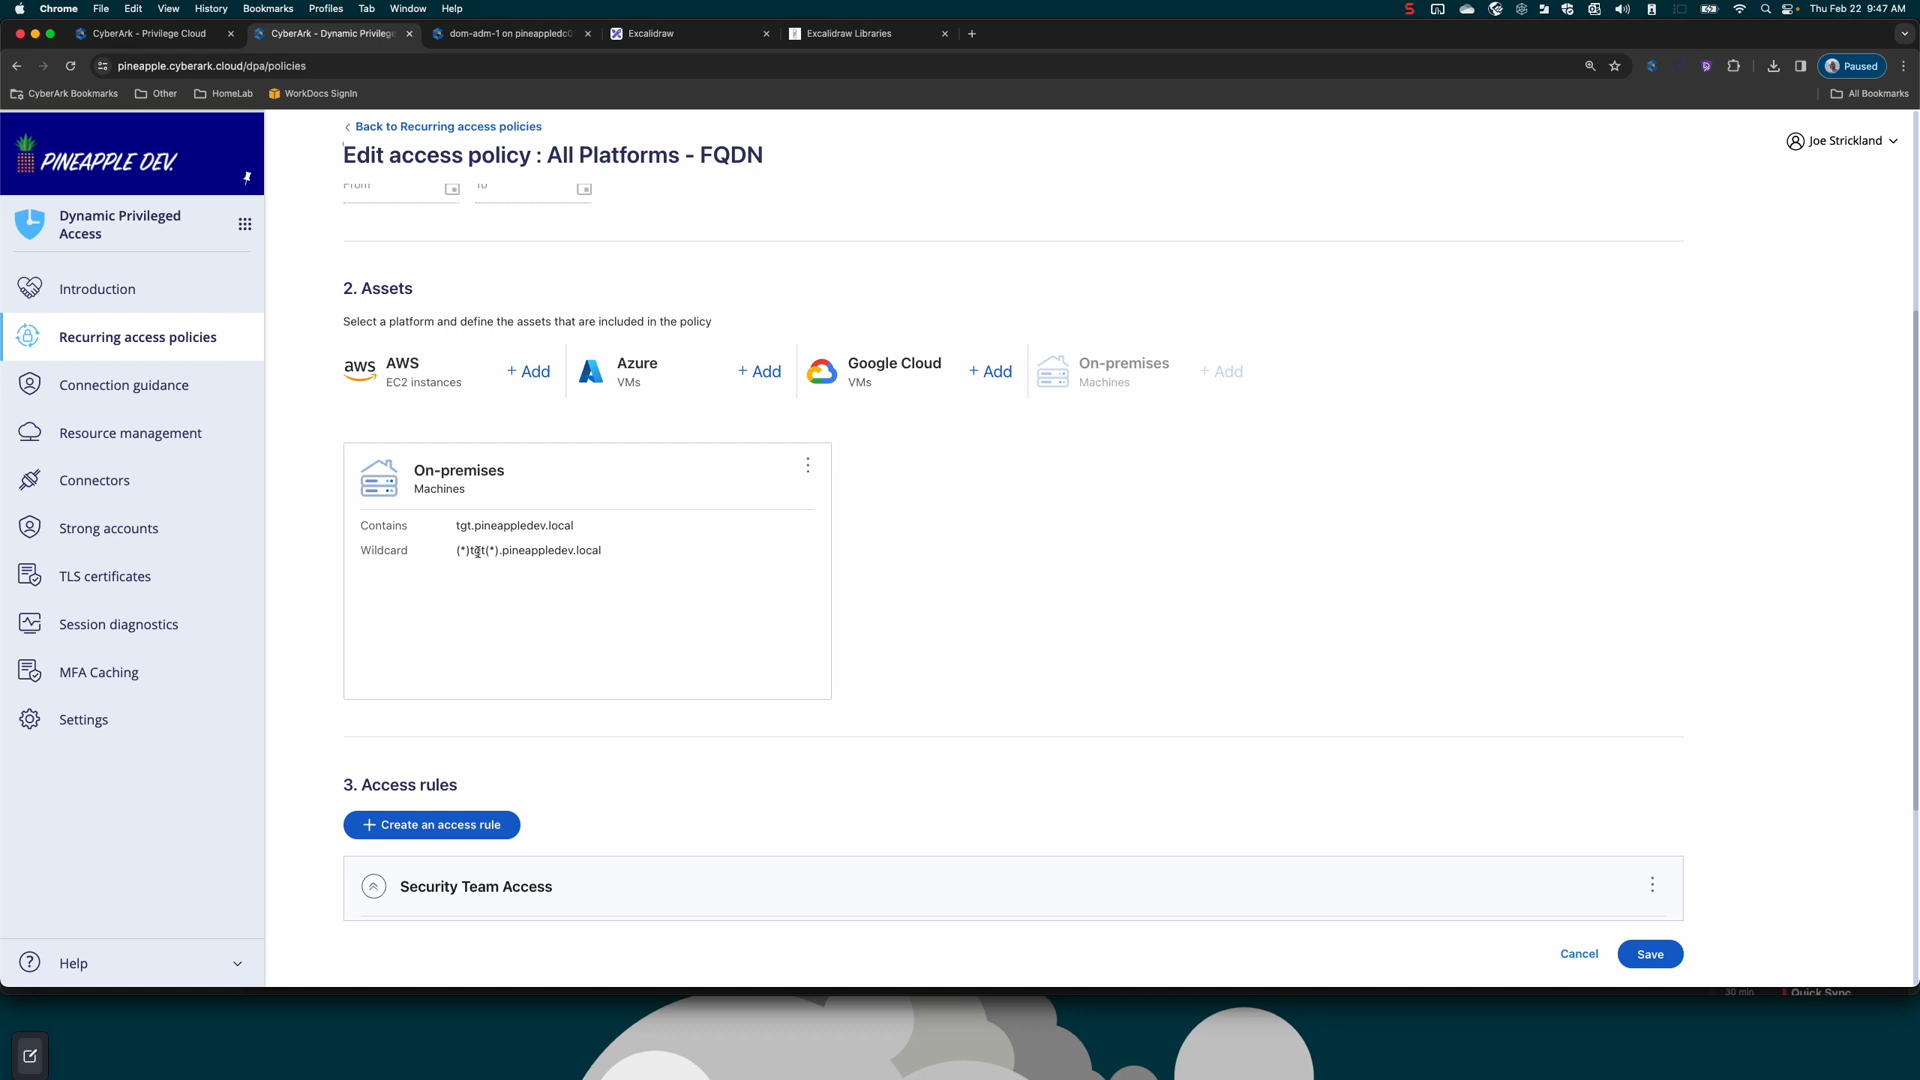 Chrome File Edit View History Bookmarks Profiles Tab Window Help
Thu Feb 22 9:47 AM
CyberArk - Privilege Cloud
CyberArk - Dynamic Privilege
dom-adm-1 on pineappledc0
Excalidraw
Excalidraw Libraries
pineapple.cyberark.cloud/dpa/policies
Paused
CyberArk Bookmarks
Other
HomeLab
WorkDocs SignIn
All Bookmarks
PINEAPPLE DEV.
Dynamic Privileged
Access
Introduction
Recurring access policies
Connection guidance
Resource management
Connectors
Strong accounts
TLS certificates
Session diagnostics
MFA Caching
Settings
Help
Back to Recurring access policies
Edit access policy : All Platforms - FQDN
Joe Strickland
From To
2. Assets
Select a platform and define the assets that are included in the policy
aws AWS
EC2 instances
+ Add
Azure
VMs
+ Add
Google Cloud
VMs
+ Add
On-premises
Machines
+ Add
On-premises
Machines
Contains tgt.pineappledev.local
Wildcard (*)tgt(*).pineappledev.local
3. Access rules
+ Create an access rule
Security Team Access
Cancel
Save
30 min
Quick Sync